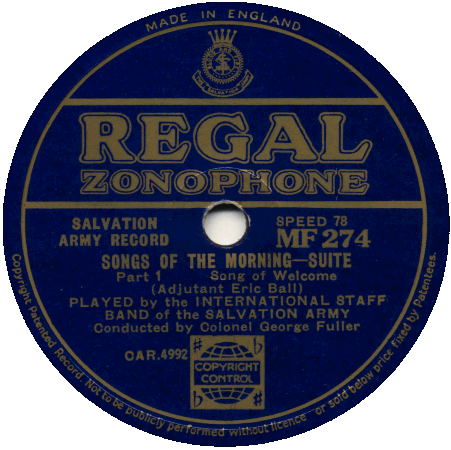 MADE IN ENGLAND
REGAL
ZONOPHONE
SALVATION
ARMY RECORD
SPEED 78
MF 274
SONGS OF THE MORNING—SUITE
Part 1 Song of Welcome
(Adjutant Eric Ball)
PLAYED by the INTERNATIONAL STAFF
BAND of the SALVATION ARMY
Conducted by Colonel George Fuller
CAR.4992
COPYRIGHT
CONTROL
Copyright Patented Record. Not to be publicly performed without licence - or sold below price fixed by Patentees.